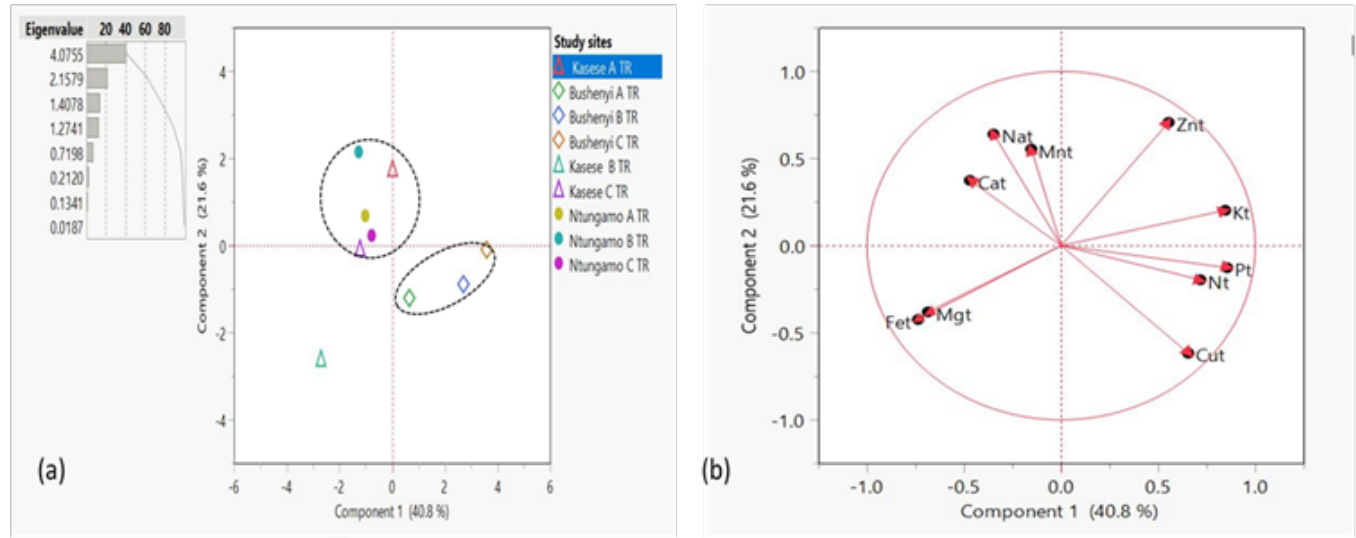 Eigenvalue 20 40 60 80
4.0755
2.1579
1.4078
1.2741
0.7198
0.2120
0.1341
0.0187
Component 2 (21.6 %)
4
2
0
-2
-4
-6 -4 -2 0 2 4 6
Component 1 (40.8 %)
Study sites
Kasese A TR
Bushenyi A TR
Bushenyi B TR
Bushenyi C TR
Kasese B TR
Kasese C TR
Ntungamo A TR
Ntungamo B TR
Ntungamo C TR
(a)
Component 2 (21.6 %)
1.0
0.5
0.0
-0.5
-1.0
Znt
Nat
Mnt
Cat
Kt
Pt
Nt
Mgt
Fet
Cut
-1.0 -0.5 0.0 0.5 1.0
Component 1 (40.8 %)
(b)